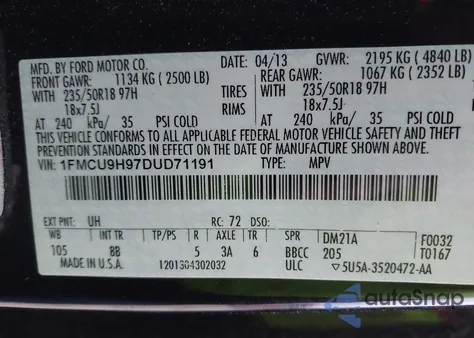 MFD. BY FORD MOTOR CO. 04/13 GVWR: 2195 KG ( 4840 LB)
FRONT GAWR: 1134 KG ( 2500 LB) REAR GAWR: 1067 KG ( 2352 LB)
WITH 235/50R18 97H TIRES WITH 235/50R18 97H
18x7.5J RIMS 18x7.5J
AT 240 kPa/ 35 PSI COLD AT 240 kPa/ 35 PSI COLD
THIS VEHICLE CONFORMS TO ALL APPLICABLE FEDERAL MOTOR VEHICLE SAFETY AND THEFT PREVENTION
STANDARDS IN EFFECT ON THE DATE OF MANUFACTURE SHOWN ABOVE.
VIN: 1FMCU9H97DUD71191 TYPE: MPV
EXT PNT: UH RC: 72 DSO:
WB INT TR TP/PS R AXLE TR SPR DM21A F0032
105 8B 5 3A 6 BBCC 205 T0167
MADE IN U.S.A. 1201304302032 ULC ▽5U5A-3520472-AA
autoSnap